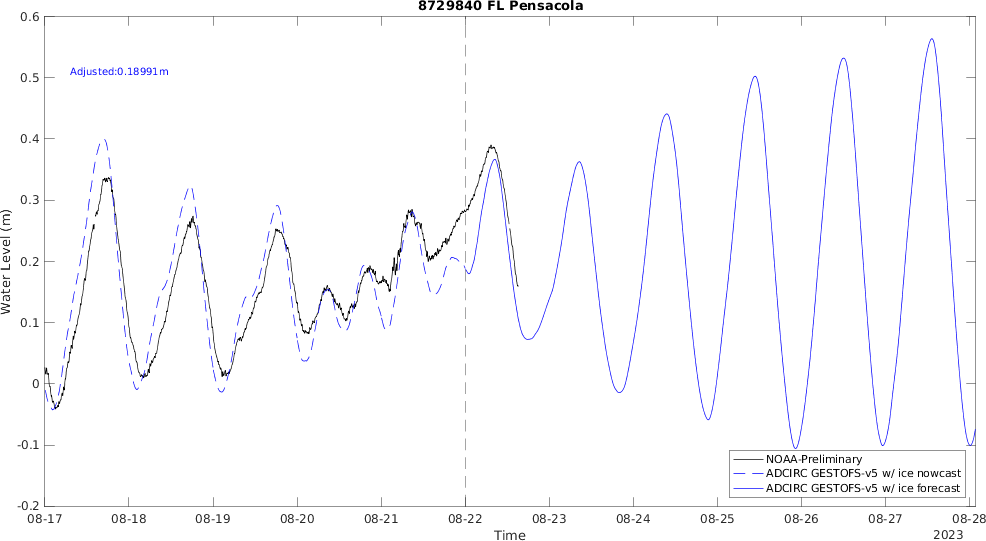 8729840 FL Pensacola
0.6
0.5
0.4
0.3
0.2
0.1
0
-0.1
-0.2
Water Level (m)
Adjusted:0.18991m
NOAA-Preliminary
ADCIRC GESTOFS-v5 w/ ice nowcast
ADCIRC GESTOFS-v5 w/ ice forecast
08-17 08-18 08-19 08-20 08-21 08-22 08-23 08-24 08-25 08-26 08-27 08-28
Time
2023